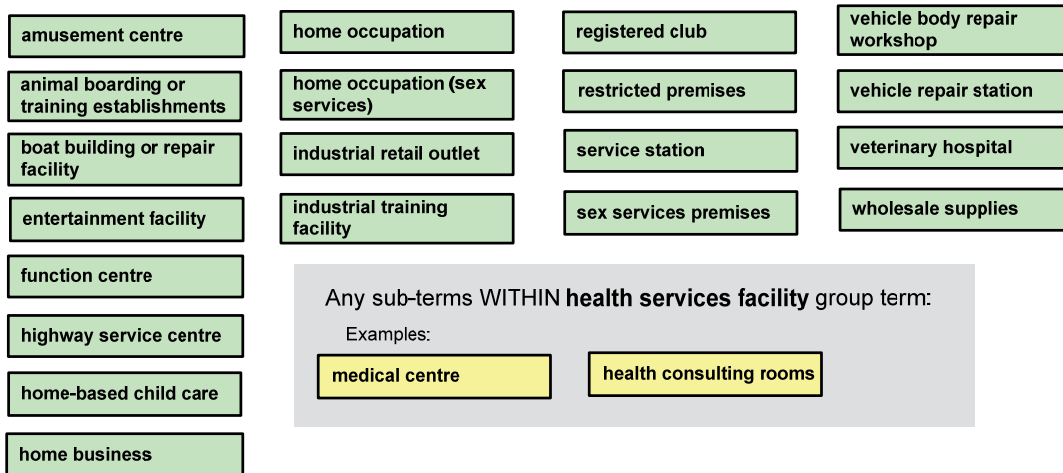 amusement centre
animal boarding or
training establishments
boat building or repair
facility
entertainment facility
function centre
highway service centre
home-based child care
home business
home occupation
home occupation (sex
services)
industrial retail outlet
industrial training
facility
registered club
restricted premises
service station
sex services premises
vehicle body repair
workshop
vehicle repair station
veterinary hospital
wholesale supplies
Any sub-terms WITHIN health services facility group term:
Examples:
medical centre
health consulting rooms